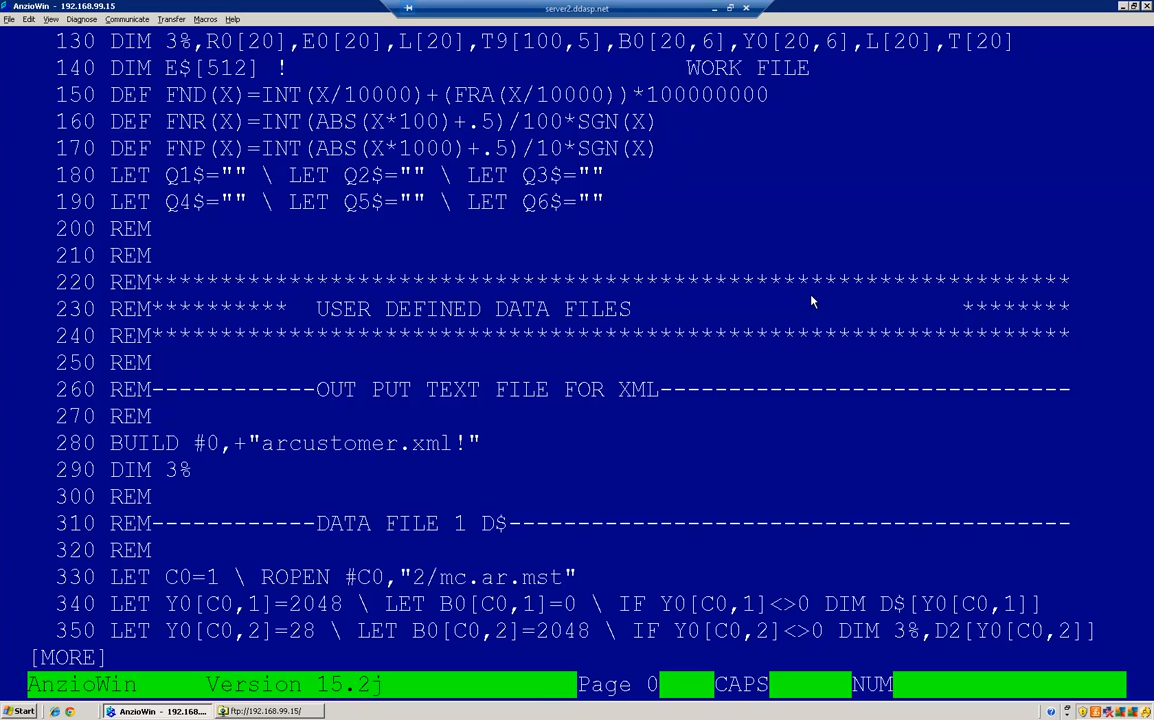 AnzioWin - 192.168.99.15
server2.ddasp.net
File Edit View Diagnose Communicate Transfer Macros Help
130 DIM 3%,R0[20],E0[20],L[20],T9[100,5],B0[20,6],Y0[20,6],L[20],T[20]
140 DIM E$[512] ! WORK FILE
150 DEF FND(X)=INT(X/10000)+(FRA(X/10000))*100000000
160 DEF FNR(X)=INT(ABS(X*100)+.5)/100*SGN(X)
170 DEF FNP(X)=INT(ABS(X*1000)+.5)/10*SGN(X)
180 LET Q1$="" \ LET Q2$="" \ LET Q3$=""
190 LET Q4$="" \ LET Q5$="" \ LET Q6$=""
200 REM
210 REM
220 REM********************************************************************
230 REM********** USER DEFINED DATA FILES ********
240 REM********************************************************************
250 REM
260 REM------------OUT PUT TEXT FILE FOR XML------------------------------
270 REM
280 BUILD #0,+"arcustomer.xml!"
290 DIM 3%
300 REM
310 REM------------DATA FILE 1 D$-----------------------------------------
320 REM
330 LET C0=1 \ ROPEN #C0,"2/mc.ar.mst"
340 LET Y0[C0,1]=2048 \ LET B0[C0,1]=0 \ IF Y0[C0,1]<>0 DIM D$[Y0[C0,1]]
350 LET Y0[C0,2]=28 \ LET B0[C0,2]=2048 \ IF Y0[C0,2]<>0 DIM 3%,D2[Y0[C0,2]]
[MORE]
AnzioWin Version 15.2j Page 0 CAPS NUM
Start AnzioWin - 192.168.... ftp://192.168.99.15/